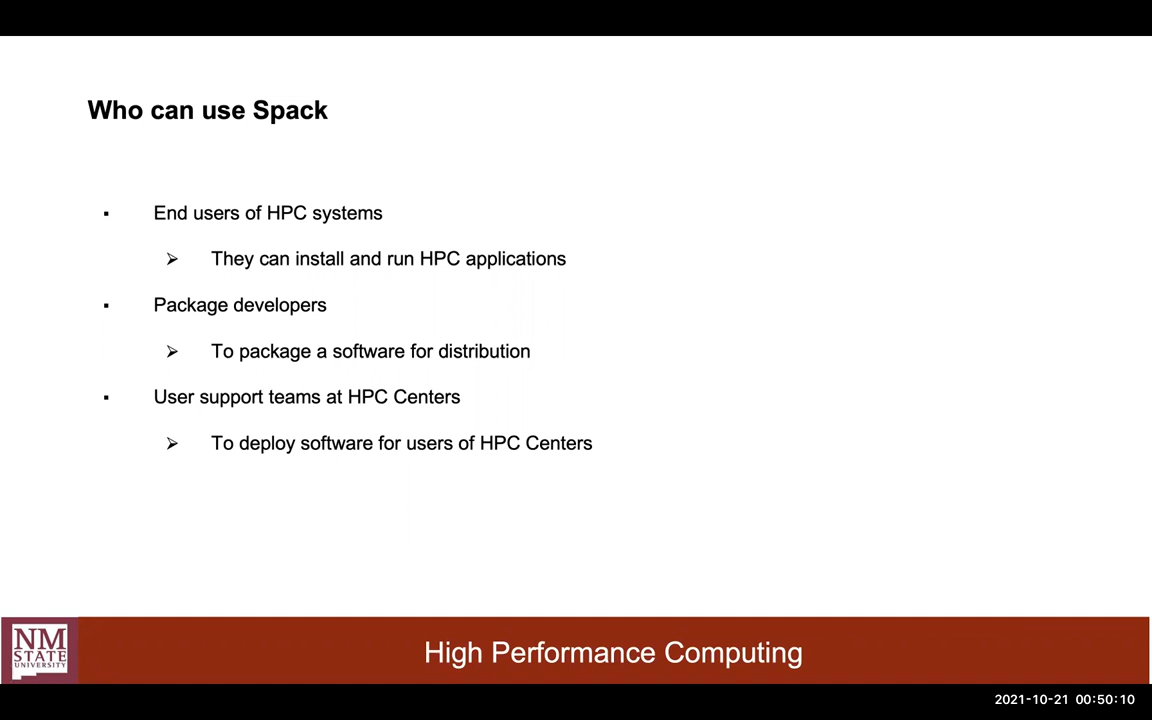 Who can use Spack
▪ End users of HPC systems
➢ They can install and run HPC applications
▪ Package developers
➢ To package a software for distribution
▪ User support teams at HPC Centers
➢ To deploy software for users of HPC Centers
NM
STATE
UNIVERSITY
High Performance Computing
2021-10-21 00:50:10